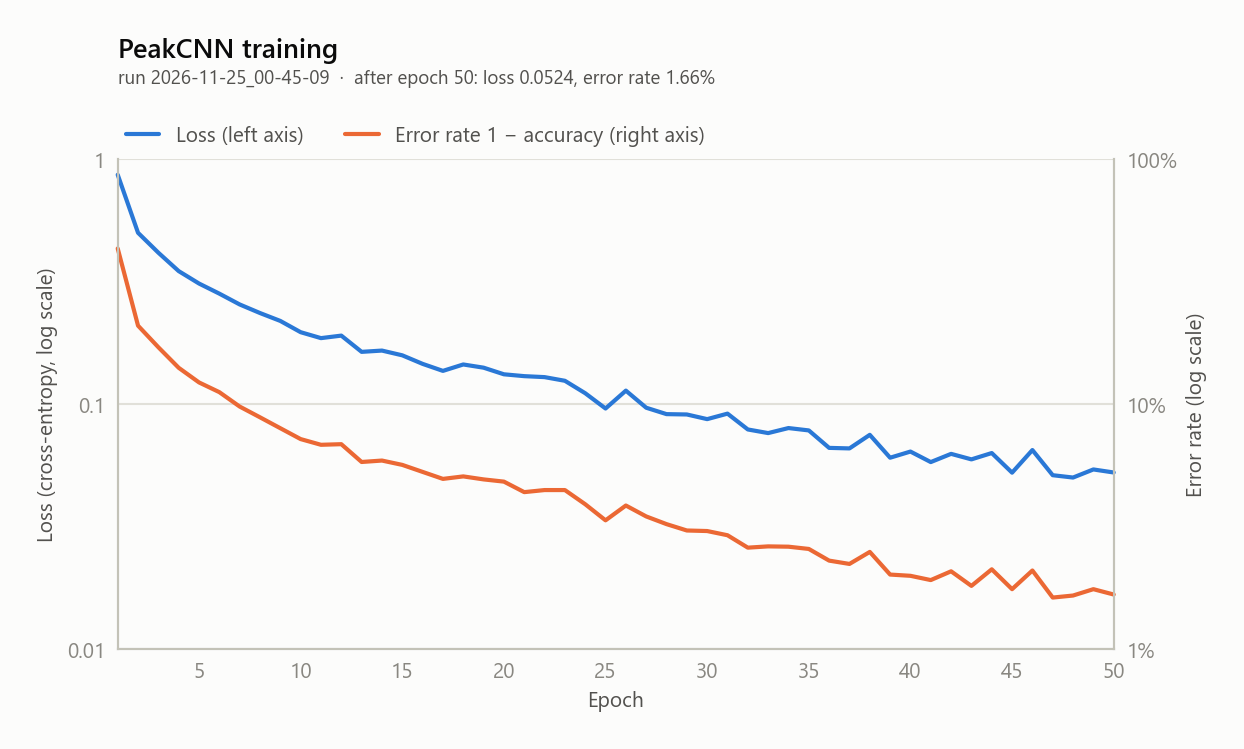 PeakCNN training
run 2026-11-25_00-45-09 · after epoch 50: loss 0.0524, error rate 1.66%
Loss (left axis)
Error rate 1 − accuracy (right axis)
1
0.1
0.01
Loss (cross-entropy, log scale)
100%
10%
1%
Error rate (log scale)
5 10 15 20 25 30 35 40 45 50
Epoch